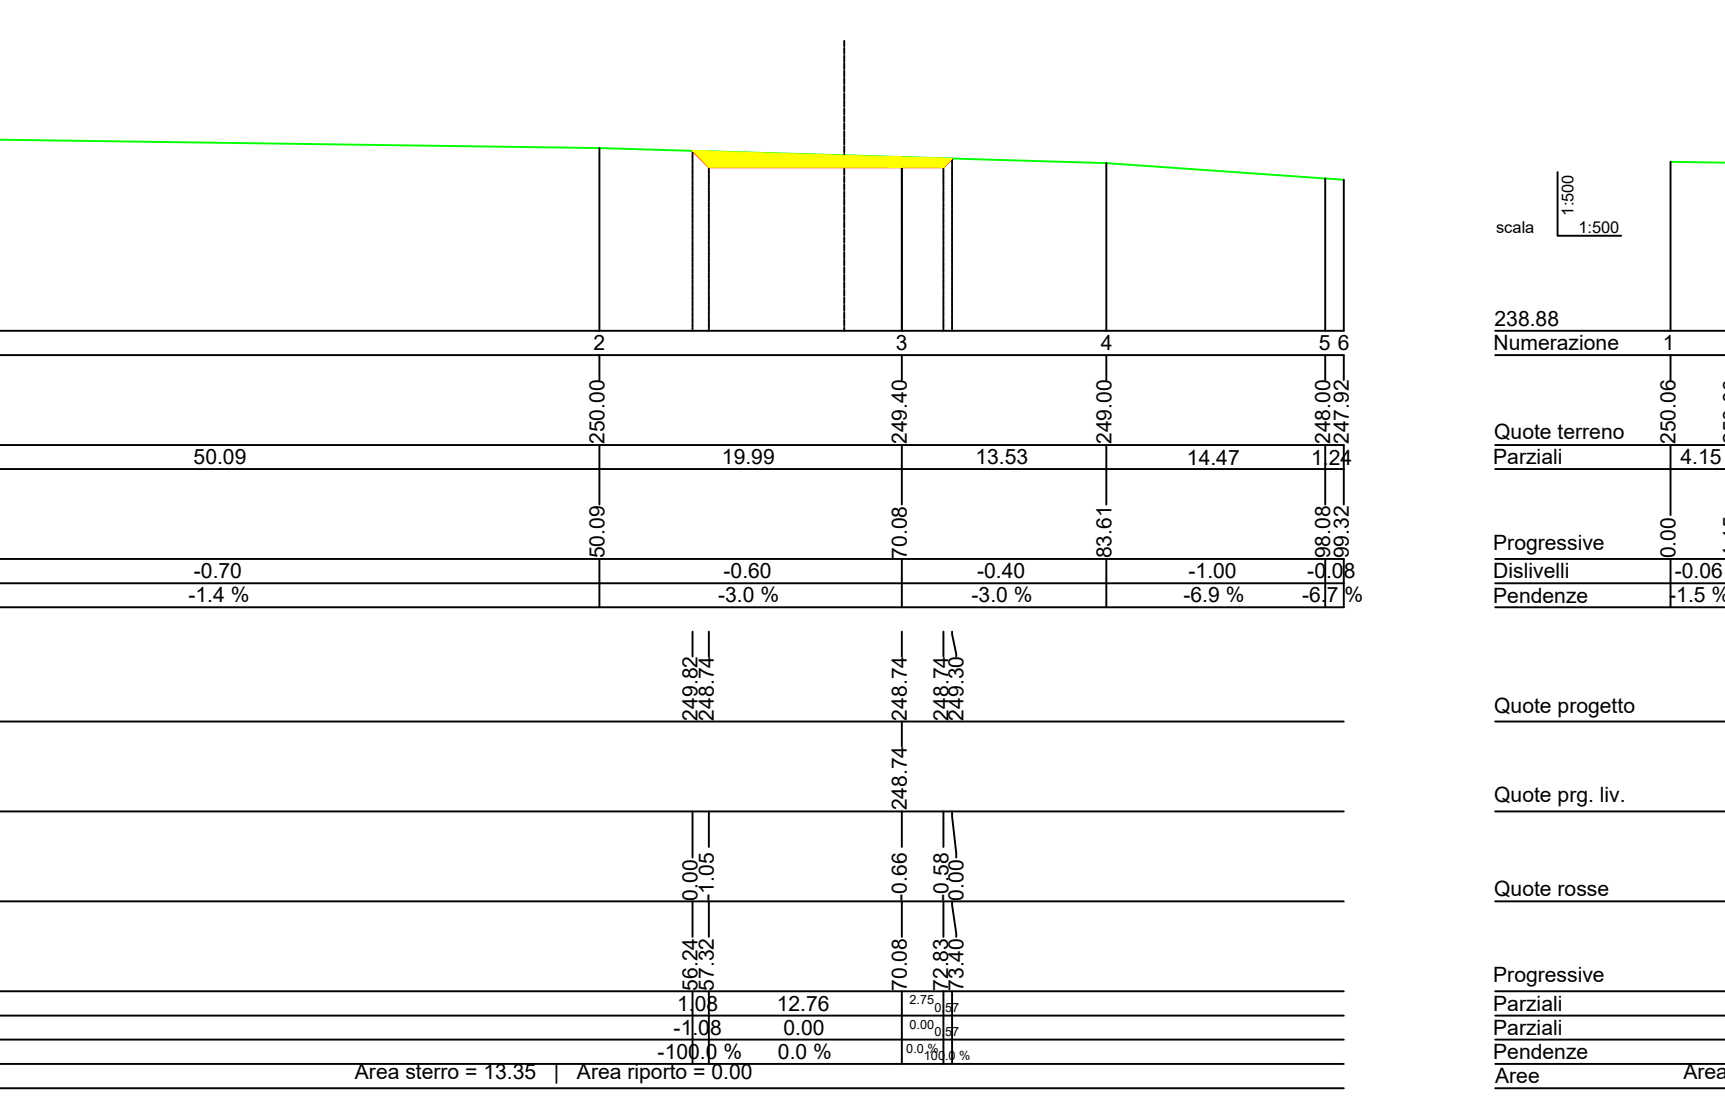 1:500
scala 1:500
238.88
2 3 4 5 6 Numerazione 1
250.00 249.40 249.00 248.00 247.92 Quote terreno 250.06
50.09 19.99 13.53 14.47 1.24 Parziali 4.15
50.09 70.08 83.61 98.08 99.32 Progressive 0.00
-0.70 -0.60 -0.40 -1.00 -0.08 Dislivelli -0.06
-1.4 % -3.0 % -3.0 % -6.9 % -6.7 % Pendenze -1.5 %
249.82 248.74 248.74 248.74 249.30 Quote progetto
248.74 Quote prg. liv.
0.00 -1.05 -0.66 -0.58 0.00 Quote rosse
56.24 57.32 70.08 72.83 73.40 Progressive
1.08 12.76 2.75 0.57 Parziali
-1.08 0.00 0.00 0.57 Parziali
-100.0 % 0.0 % 0.0 % 100.0 % Pendenze
Area sterro = 13.35 | Area riporto = 0.00 Aree Area